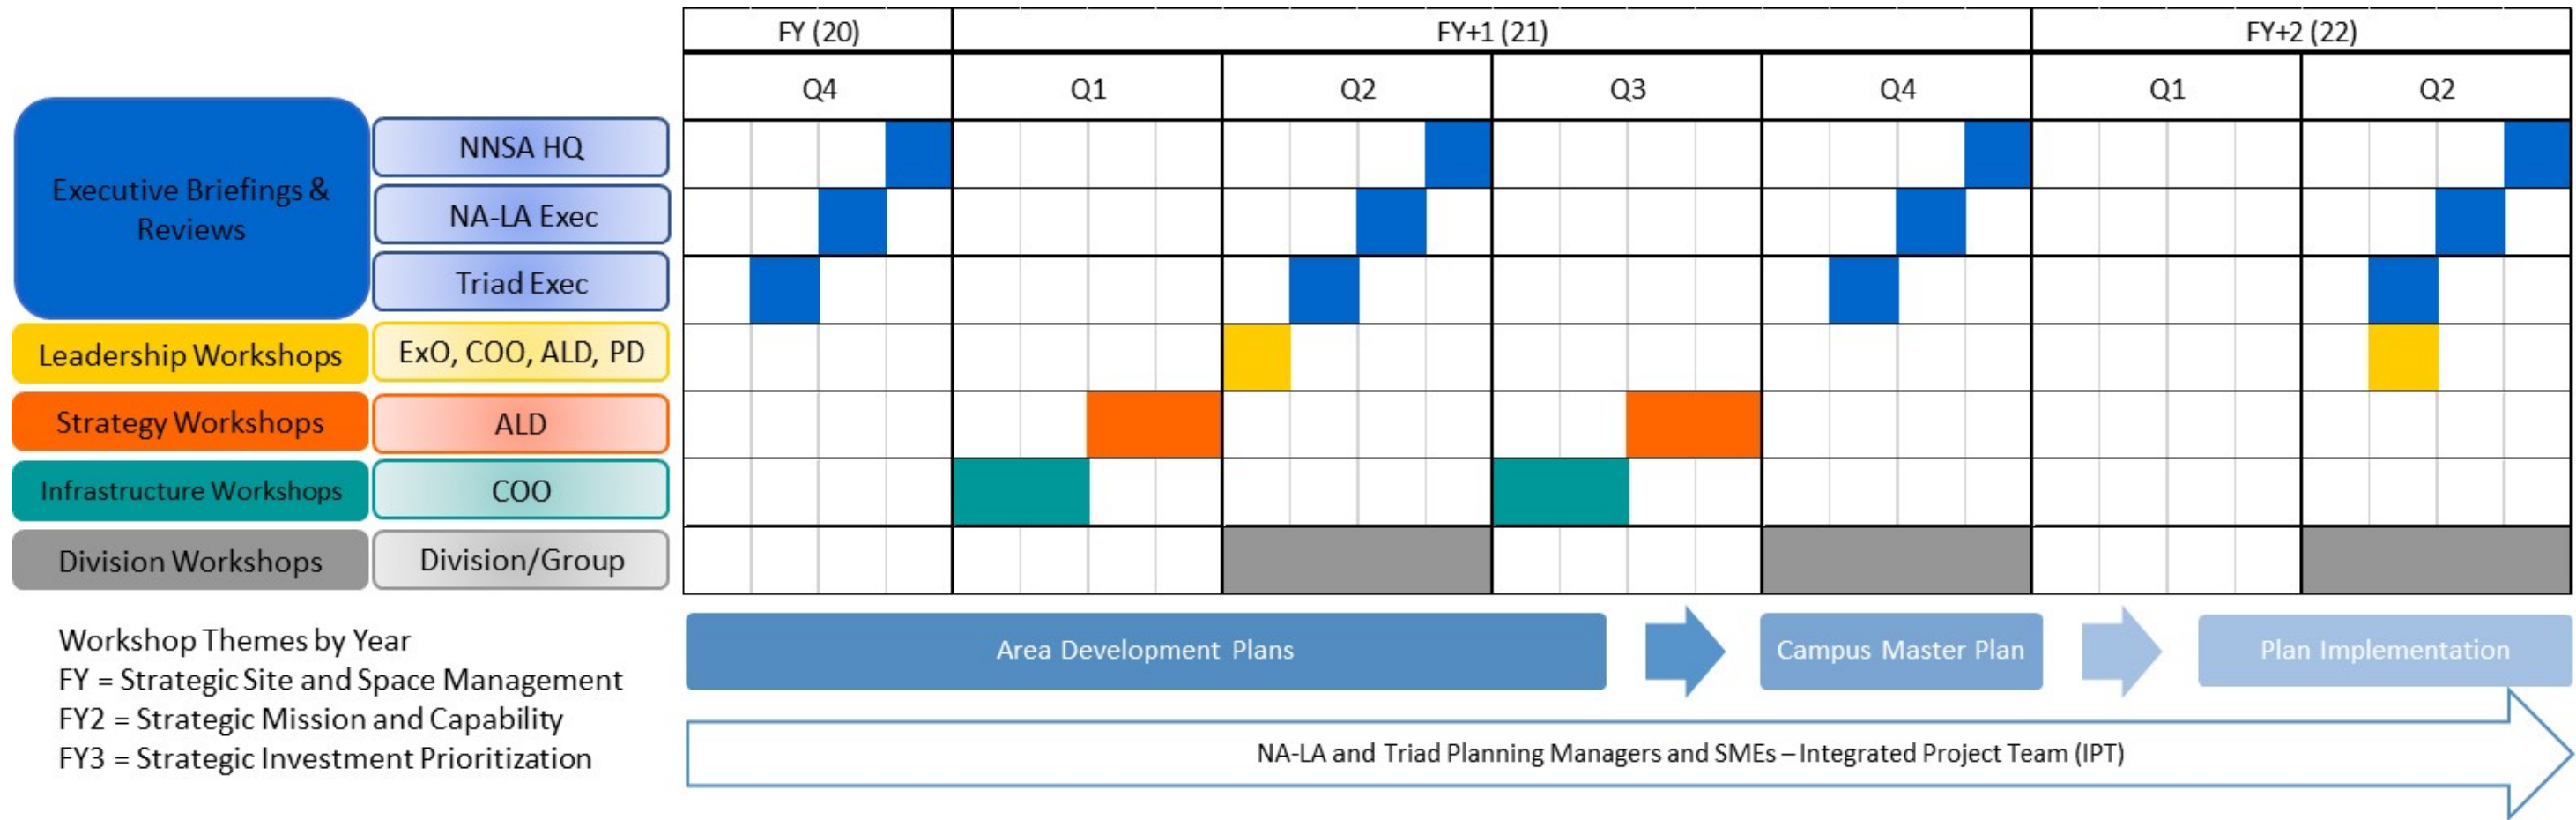 FY (20)
FY+1 (21)
FY+2 (22)
Q4
Q1
Q2
Q3
Q4
Q1
Q2
Executive Briefings &
Reviews
NNSA HQ
NA-LA Exec
Triad Exec
Leadership Workshops
ExO, COO, ALD, PD
Strategy Workshops
ALD
Infrastructure Workshops
COO
Division Workshops
Division/Group
Workshop Themes by Year
FY = Strategic Site and Space Management
FY2 = Strategic Mission and Capability
FY3 = Strategic Investment Prioritization
Area Development Plans
Campus Master Plan
Plan Implementation
NA-LA and Triad Planning Managers and SMEs – Integrated Project Team (IPT)